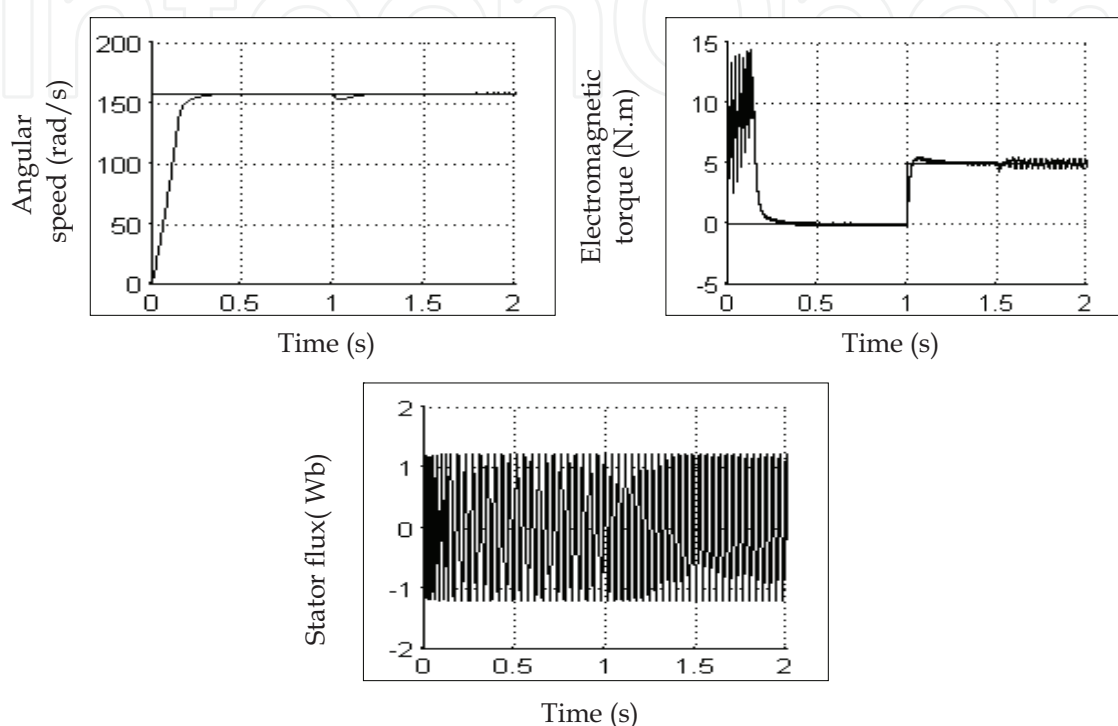 IntechOpen
200
150
100
50
0
0 0.5 1 1.5 2
Angular
speed (rad/s)
Time (s)
15
10
5
0
-5
0 0.5 1 1.5 2
Electromagnetic
torque (N.m)
Time (s)
2
1
0
-1
-2
0 0.5 1 1.5 2
Stator flux( Wb)
Time (s)